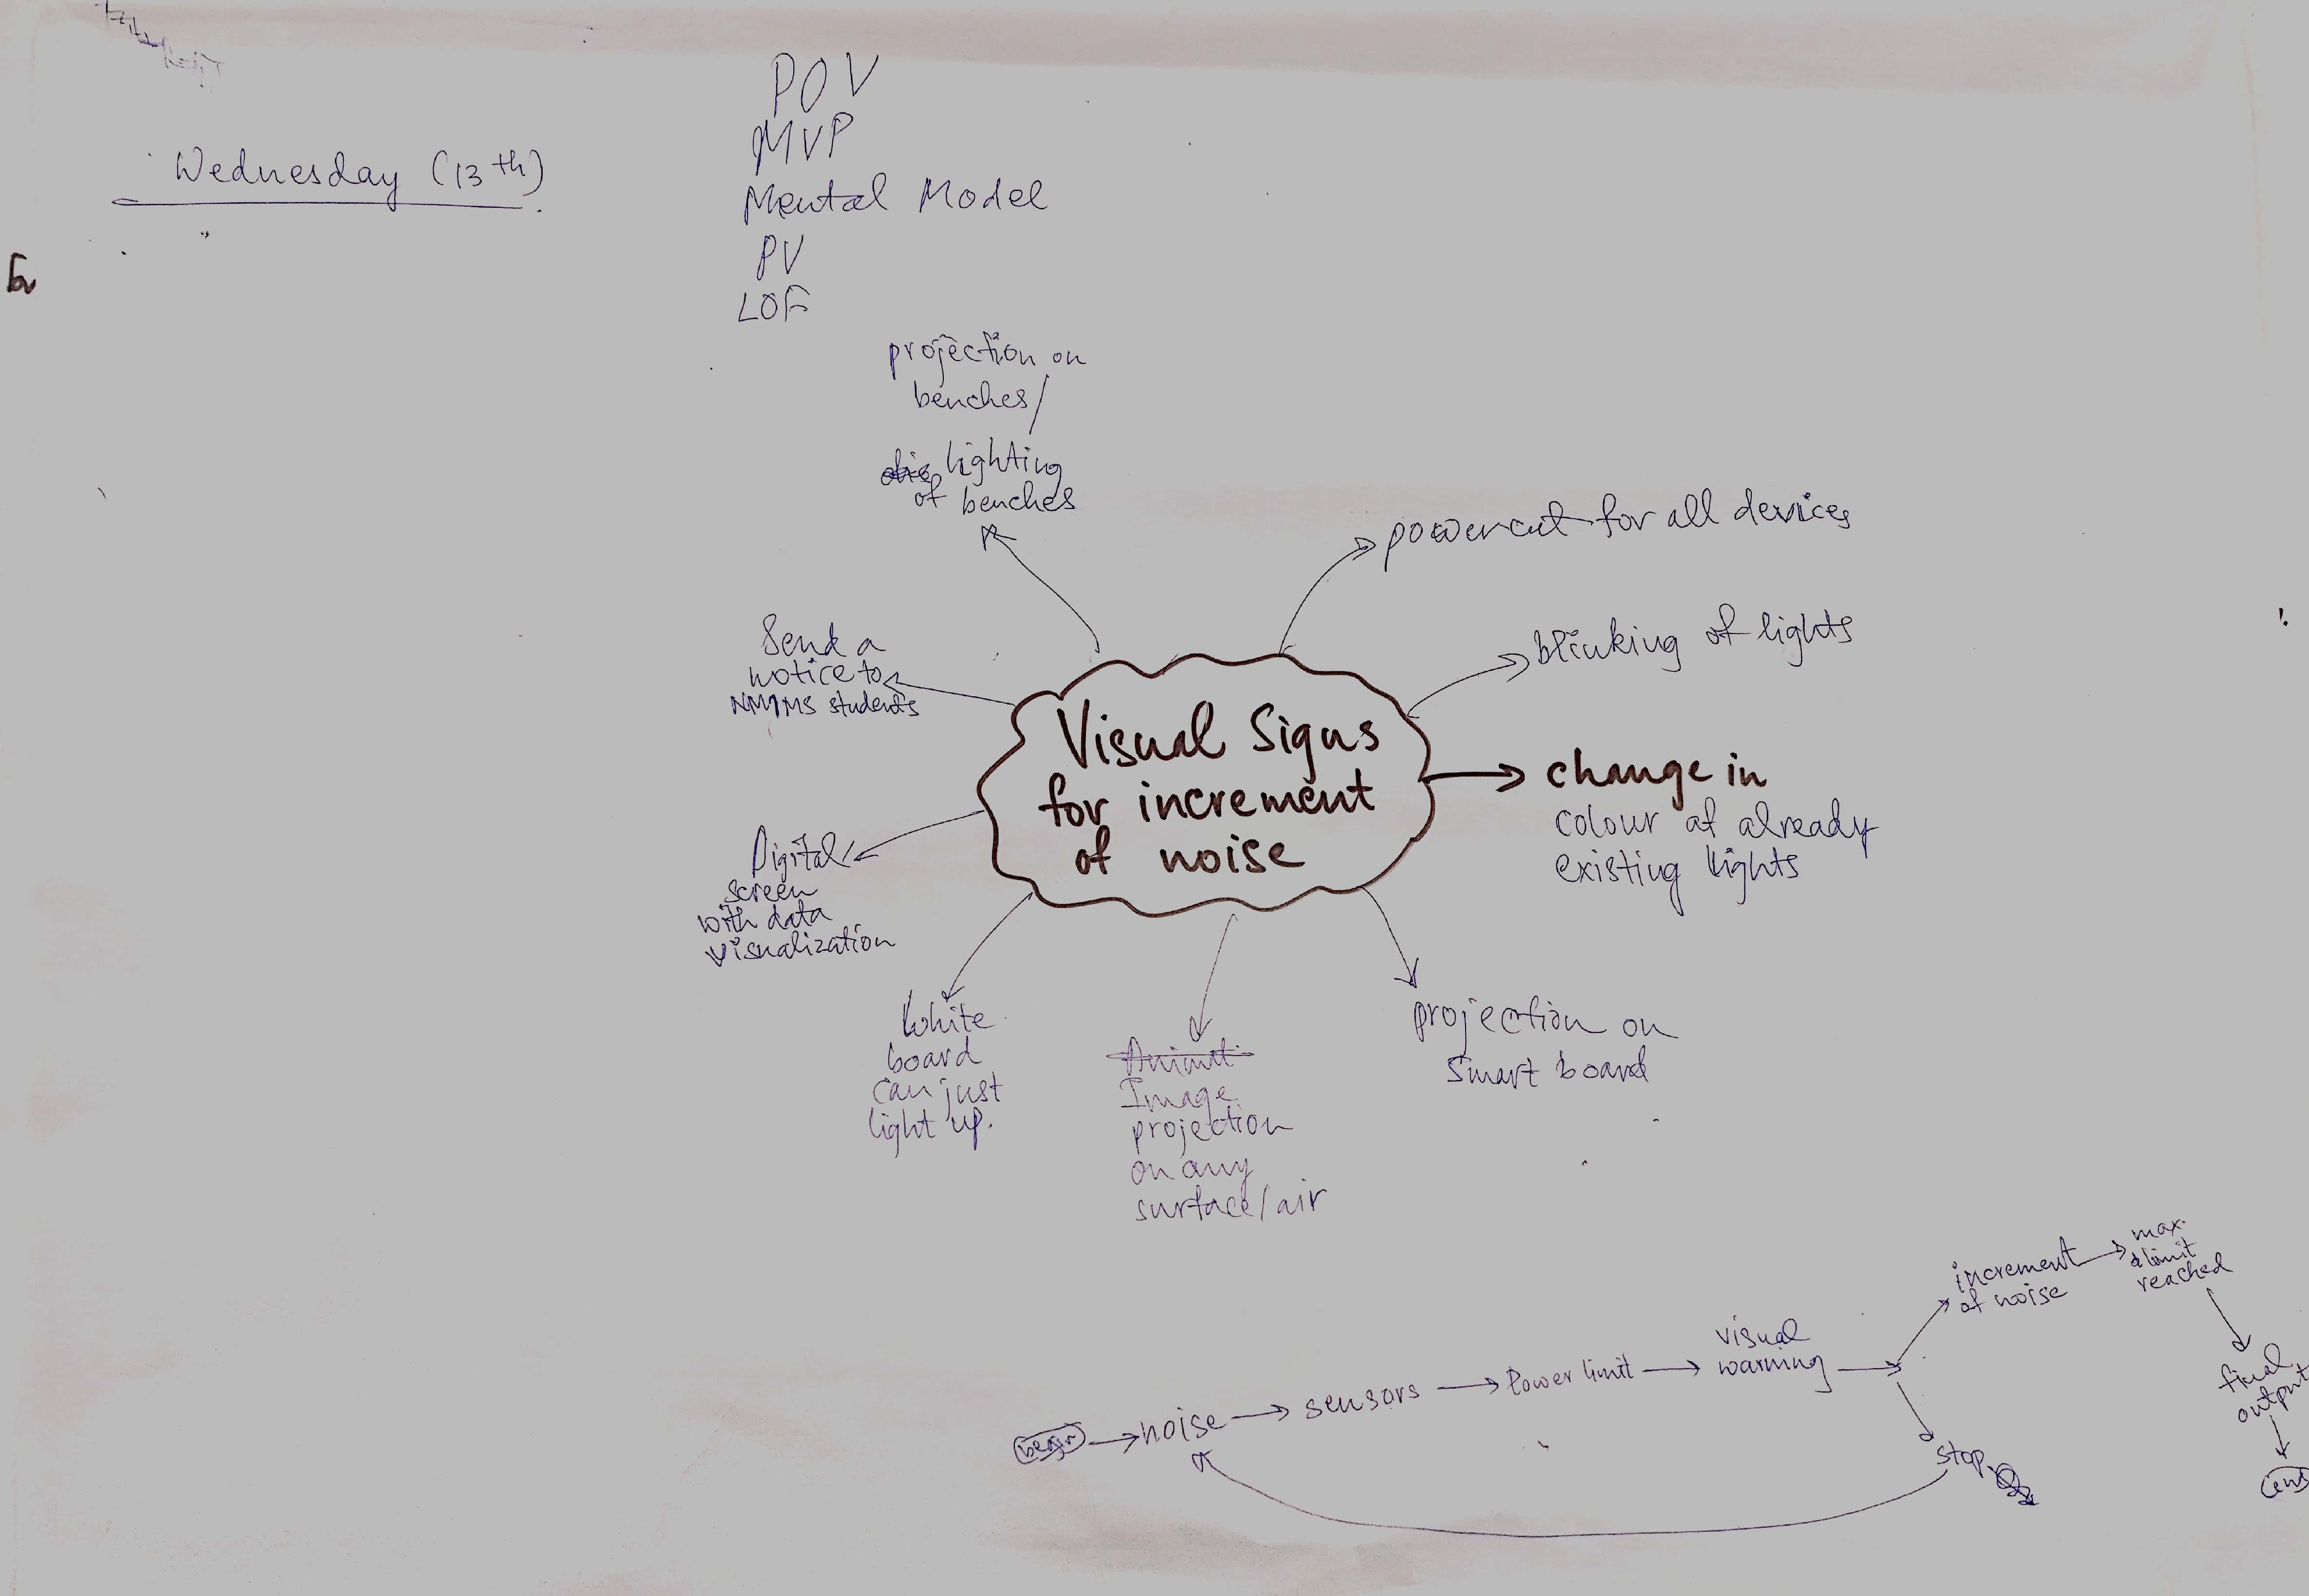 Wednesday (13th)
POV
MVP
Mental Model
PV
LOF
projection on
benches/
lighting
of benches
powercut for all devices
blinking of lights
change in
colour of already
existing lights
projection on
Smart board
Image
projection
on any
surface/air
White
board
can just
light up.
Digital
screen
with data
visualization
Send a
notice to
NMIMS students
Visual Signs
for increment
of noise
begin
noise
sensors
Power limit
visual
warning
increment
of noise
max.
limit
reached
final
output
end
stop